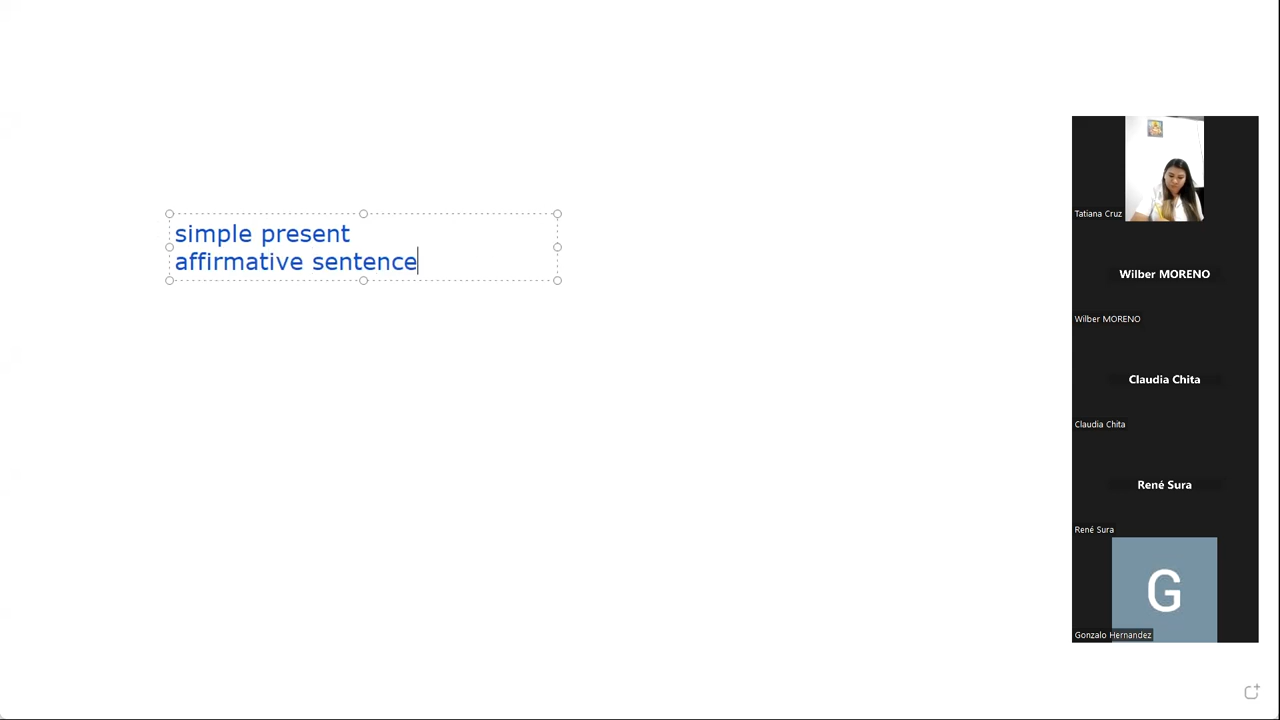 simple present
affirmative sentence
Tatiana Cruz
Wilber MORENO
Wilber MORENO
Claudia Chita
Claudia Chita
René Sura
René Sura
G
Gonzalo Hernandez